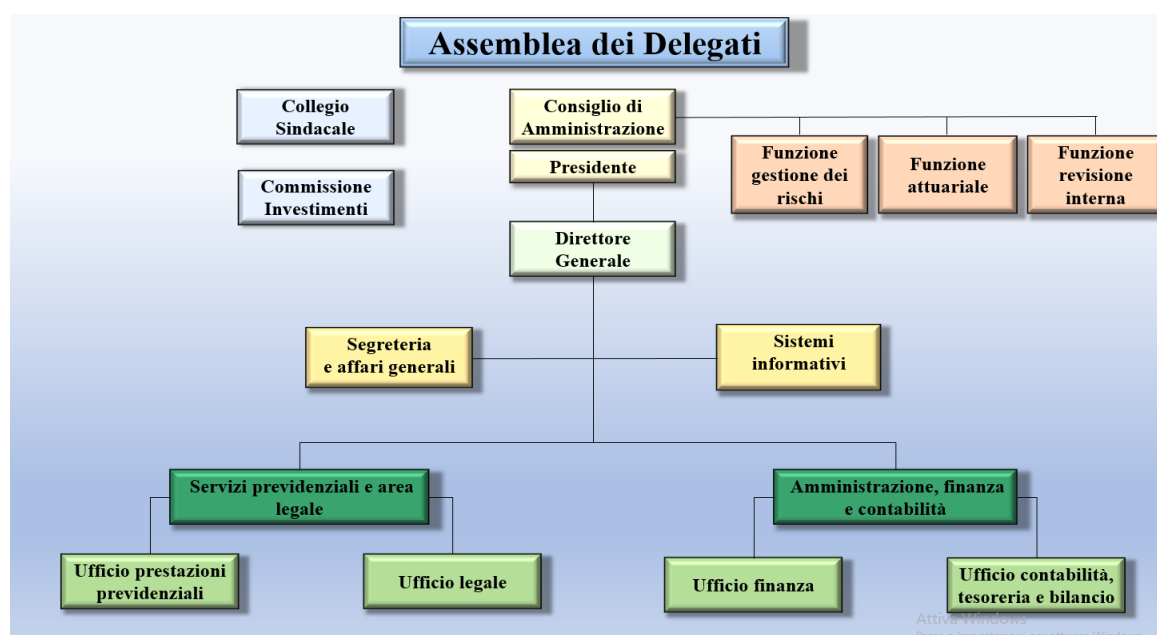 Assemblea dei Delegati
Collegio
Sindacale
Consiglio di
Amministrazione
Presidente
Commissione
Investimenti
Funzione
gestione dei
rischi
Funzione
attuariale
Funzione
revisione
interna
Direttore
Generale
Segreteria
e affari generali
Sistemi
informativi
Servizi previdenziali e area
legale
Amministrazione, finanza
e contabilità
Ufficio prestazioni
previdenziali
Ufficio legale
Ufficio finanza
Ufficio contabilità,
tesoreria e bilancio
Attiva Windows